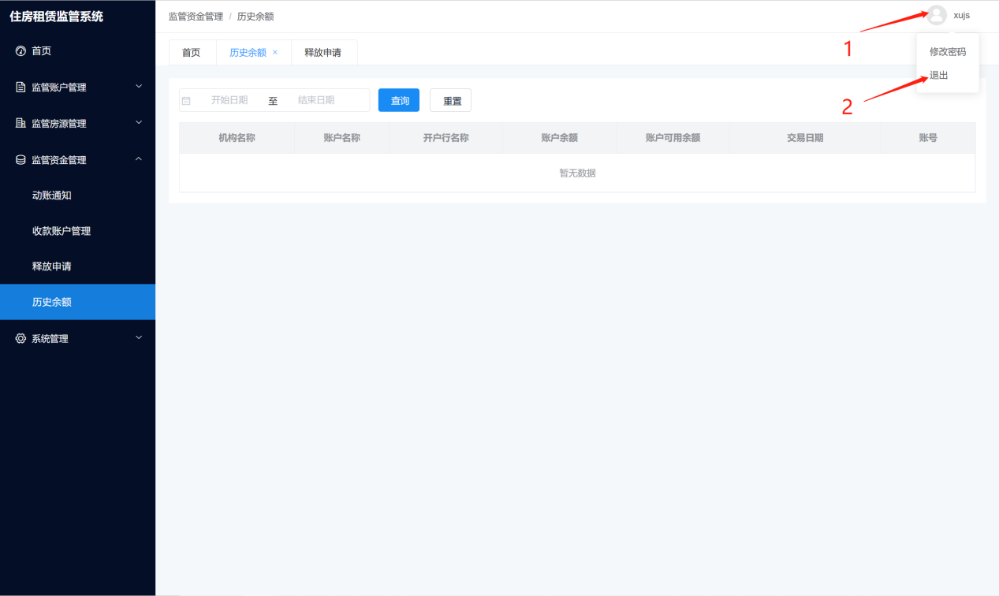 住房租赁监管系统
首页
监管账户管理
监管房源管理
监管资金管理
动账通知
收款账户管理
释放申请
历史余额
系统管理
监管资金管理 / 历史余额
xujs
1
修改密码
退出
2
首页 历史余额 × 释放申请
开始日期 至 结束日期 查询 重置
机构名称 账户名称 开户行名称 账户余额 账户可用余额 交易日期 账号
暂无数据